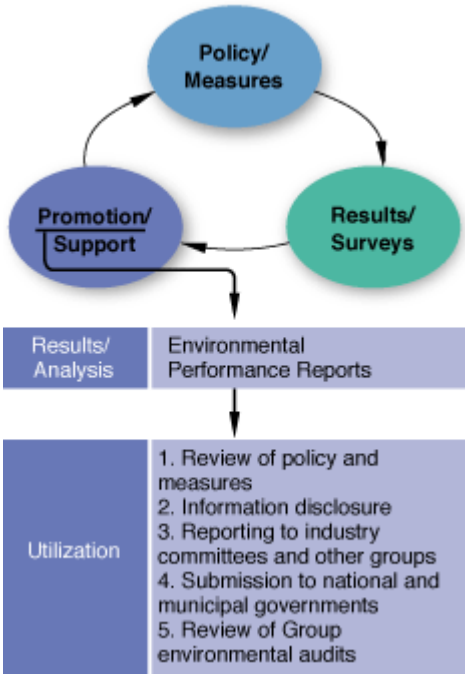 Policy/
Measures
Promotion/
Support
Results/
Surveys
Results/
Analysis
Environmental
Performance Reports
Utilization
1. Review of policy and
measures
2. Information disclosure
3. Reporting to industry
committees and other groups
4. Submission to national and
municipal governments
5. Review of Group
environmental audits